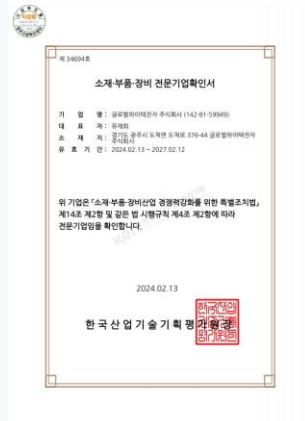 제 34694호
소재·부품·장비 전문기업확인서
기 업 명 : 글로벌하이텍전자 주식회사 (142-81-59949)
대 표 자 : 유제회
소 재 지 : 경기도 광주시 도척면 도척로 376-44 글로벌하이텍전자
주식회사
유 효 기 간 : 2024.02.13 ~ 2027.02.12
위 기업은 「소재·부품·장비산업 경쟁력강화를 위한 특별조치법」
제14조 제2항 및 같은 법 시행규칙 제4조 제2항에 따라
전문기업임을 확인합니다.
2024.02.13
한국산업기술기획평가원장